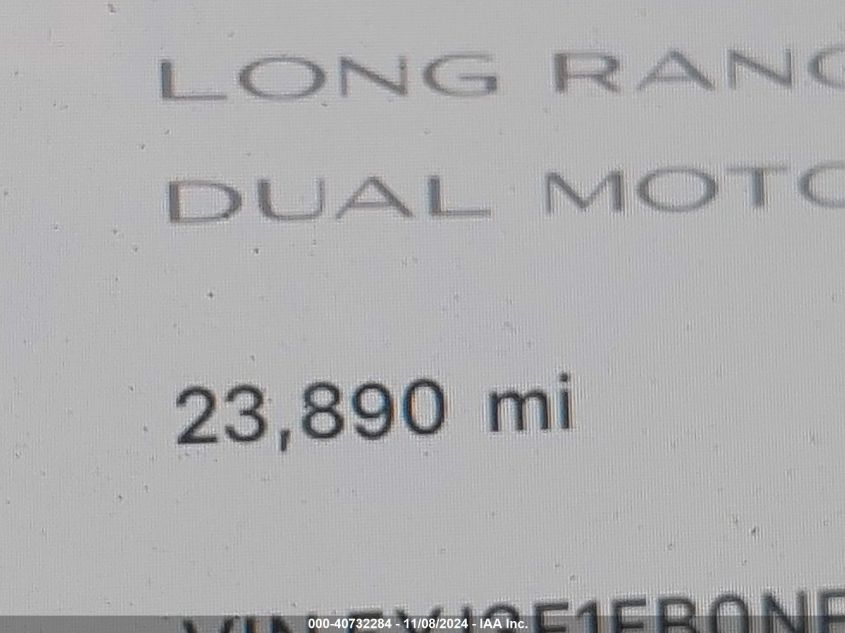 LONG RANG
DUAL MOTO
23,890 mi
000-40732284 - 11/08/2024 - IAA Inc.